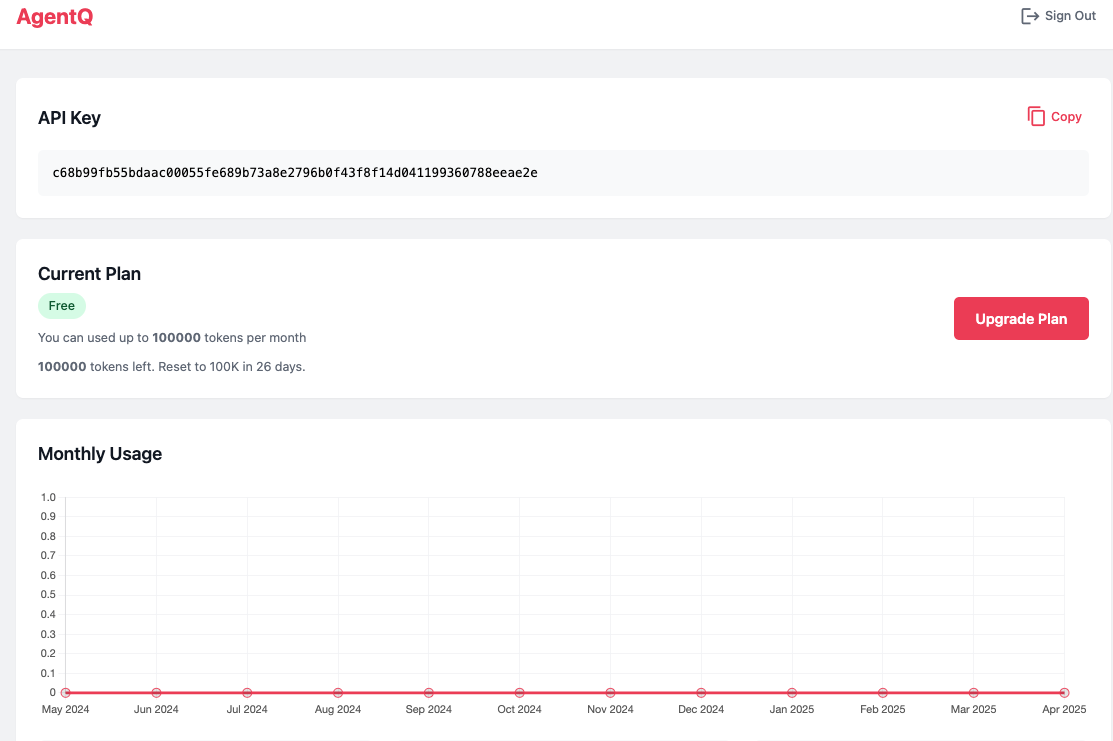 AgentQ
Sign Out
API Key
Copy
c68b99fb55bdaac00055fe689b73a8e2796b0f43f8f14d041199360788eeae2e
Current Plan
Free
You can used up to 100000 tokens per month
Upgrade Plan
100000 tokens left. Reset to 100K in 26 days.
Monthly Usage
1.0
0.9
0.8
0.7
0.6
0.5
0.4
0.3
0.2
0.1
0
May 2024 Jun 2024 Jul 2024 Aug 2024 Sep 2024 Oct 2024 Nov 2024 Dec 2024 Jan 2025 Feb 2025 Mar 2025 Apr 2025